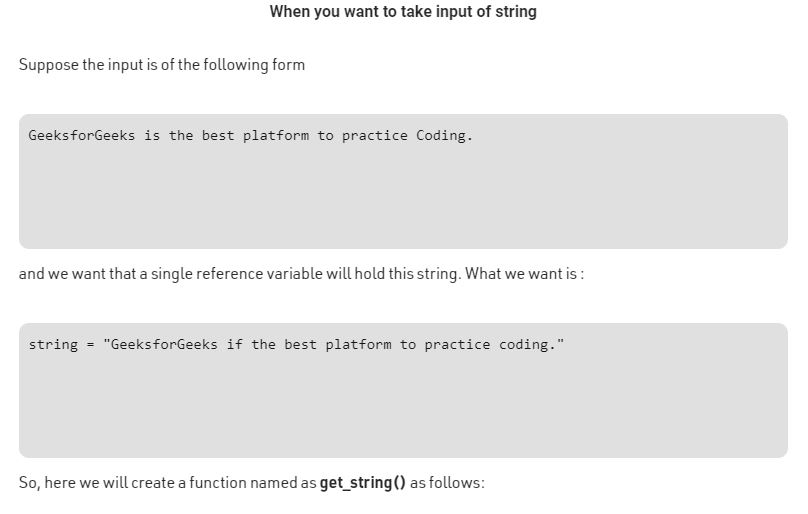 When you want to take input of string
Suppose the input is of the following form
GeeksforGeeks is the best platform to practice Coding.
and we want that a single reference variable will hold this string. What we want is :
string = "GeeksforGeeks if the best platform to practice coding."
So, here we will create a function named as get_string() as follows: